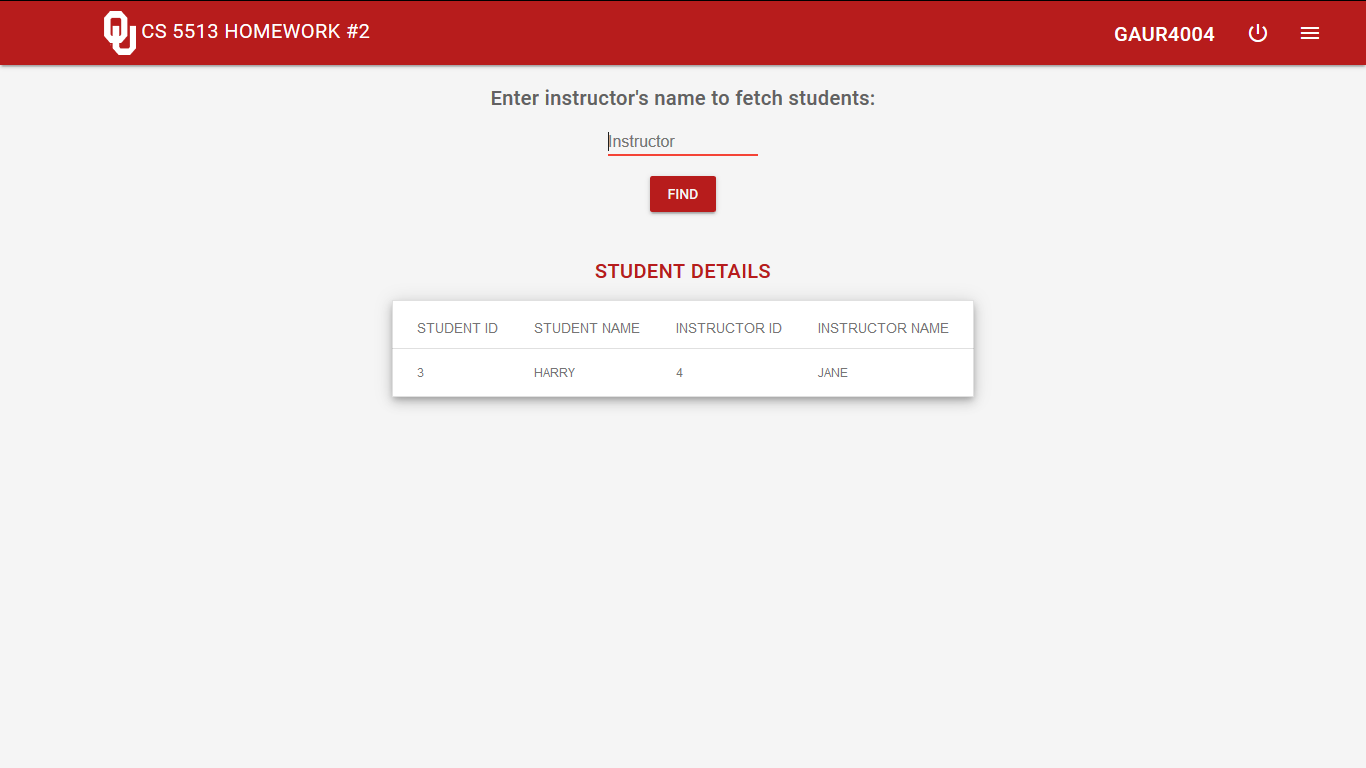 OU CS 5513 HOMEWORK #2 GAUR4004
Enter instructor's name to fetch students:
Instructor
FIND
STUDENT DETAILS
STUDENT ID STUDENT NAME INSTRUCTOR ID INSTRUCTOR NAME
3 HARRY 4 JANE